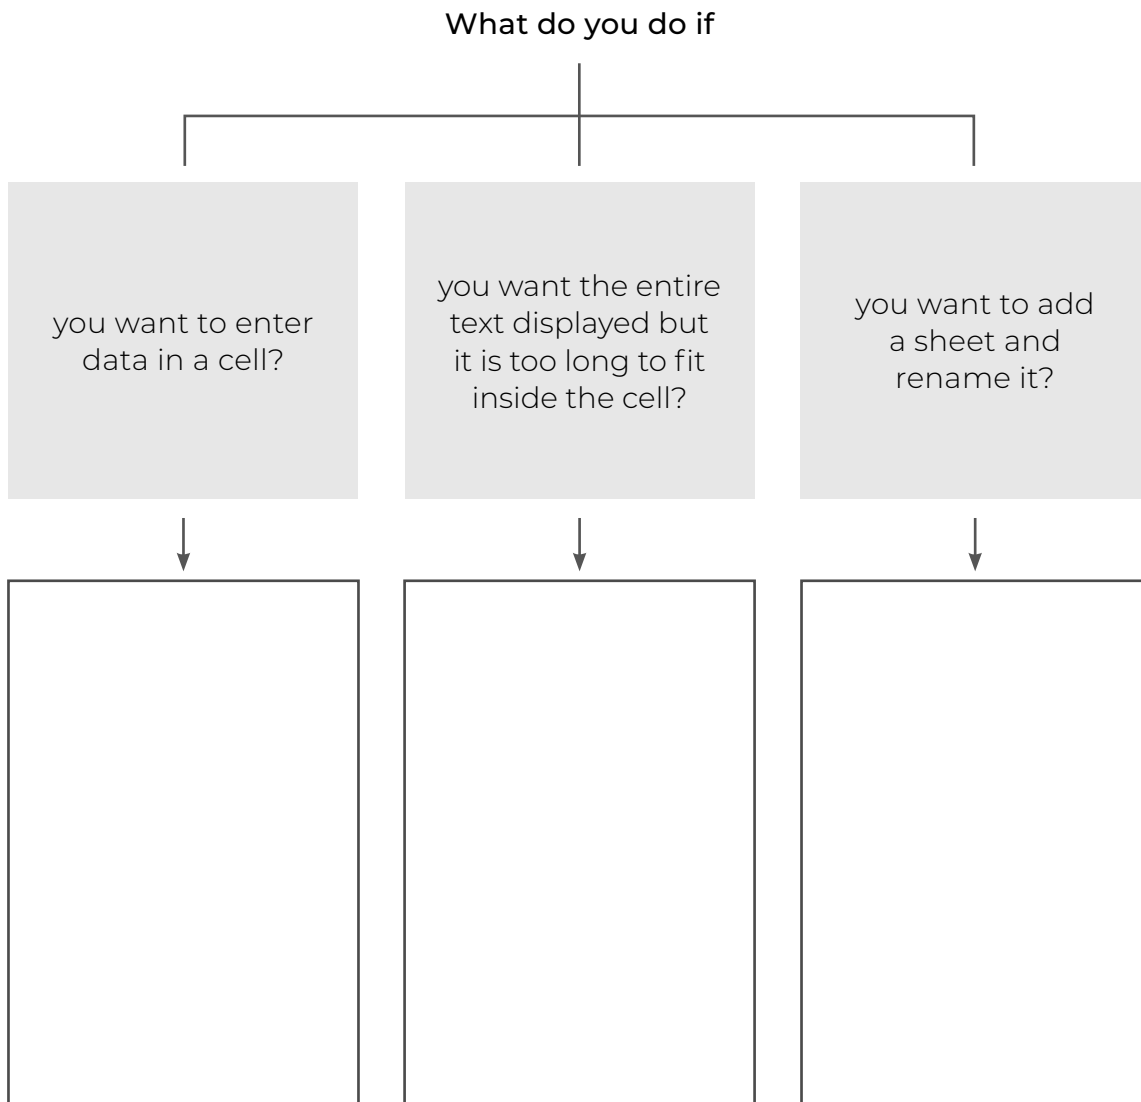 What do you do if
you want to enter
data in a cell?
you want the entire
text displayed but
it is too long to fit
inside the cell?
you want to add
a sheet and
rename it?